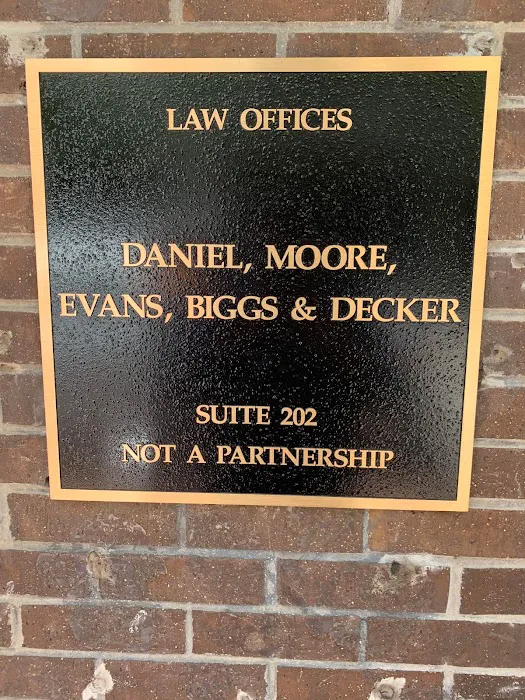 LAW OFFICES
DANIEL, MOORE,
EVANS, BIGGS & DECKER
SUITE 202
NOT A PARTNERSHIP